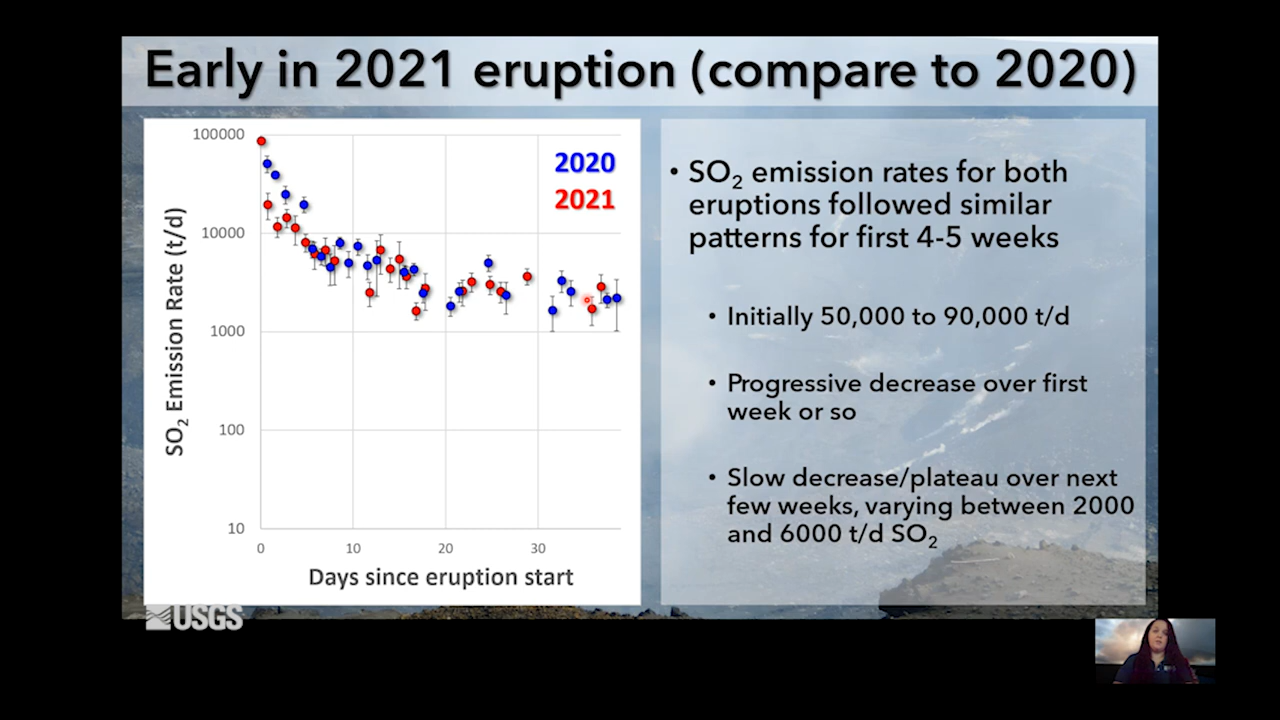 Early in 2021 eruption (compare to 2020)
100000
10000
1000
100
10
0
10
20
30
SO₂ Emission Rate (t/d)
Days since eruption start
2020
2021
• SO₂ emission rates for both
eruptions followed similar
patterns for first 4-5 weeks
• Initially 50,000 to 90,000 t/d
• Progressive decrease over first
week or so
• Slow decrease/plateau over next
few weeks, varying between 2000
and 6000 t/d SO₂
USGS